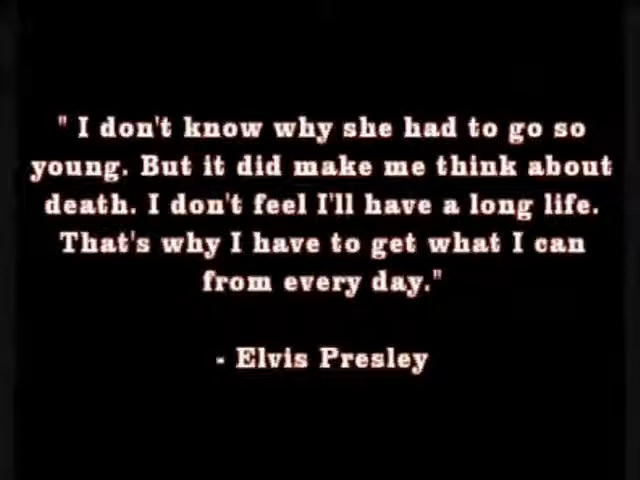 " I don't know why she had to go so
young. But it did make me think about
death. I don't feel I'll have a long life.
That's why I have to get what I can
from every day."
- Elvis Presley